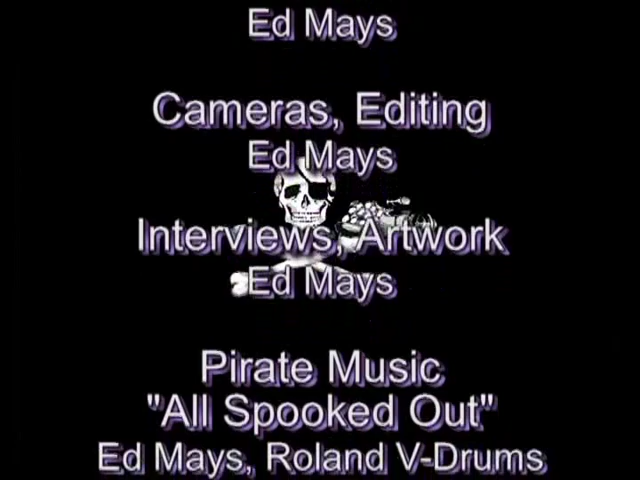 Ed Mays
Cameras, Editing
Ed Mays
Interviews, Artwork
Ed Mays
Pirate Music
"All Spooked Out"
Ed Mays, Roland V-Drums